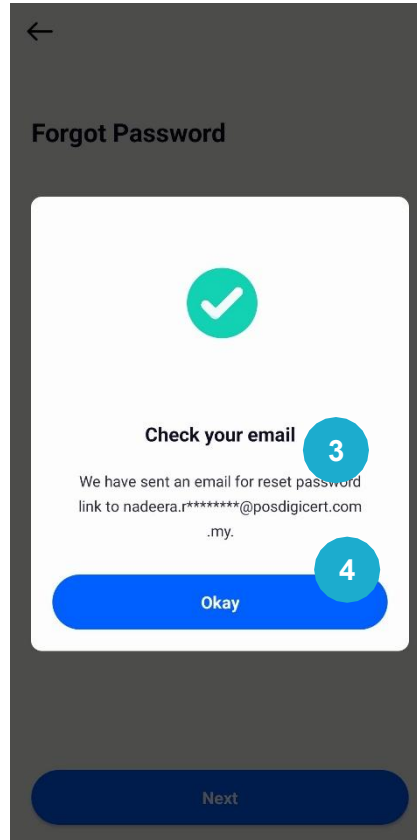 Forgot Password
Check your email
3
We have sent an email for reset password
link to nadeera.r********@posdigicert.com
.my.
4
Okay
Next